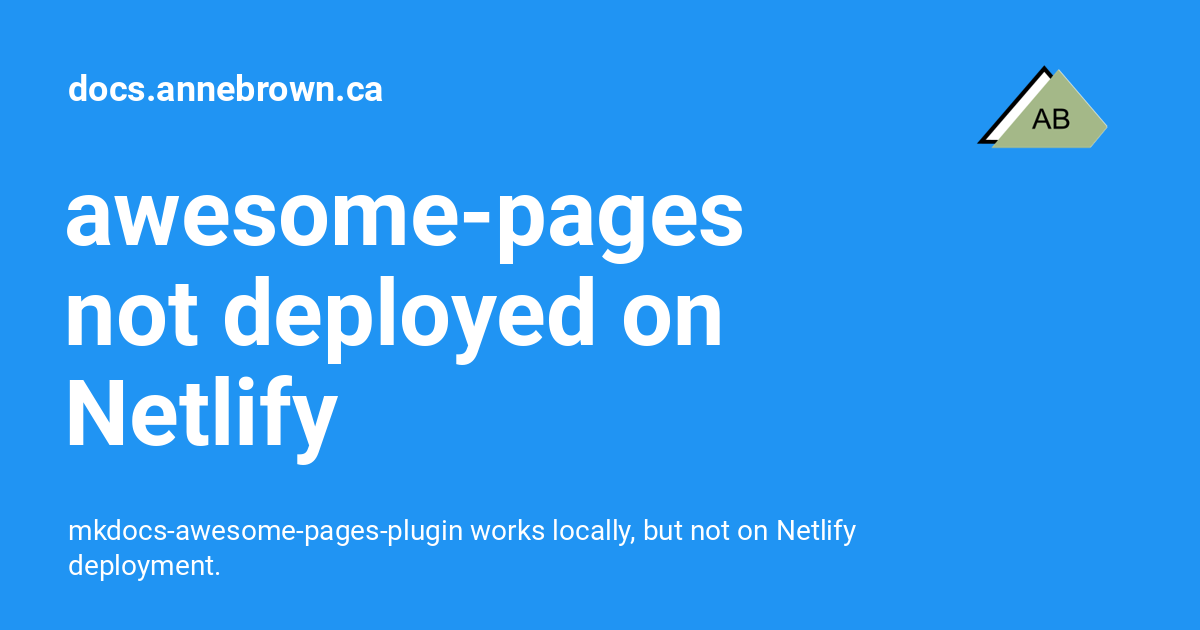 docs.annebrown.ca
AB
awesome-pages
not deployed on
Netlify
mkdocs-awesome-pages-plugin works locally, but not on Netlify
deployment.